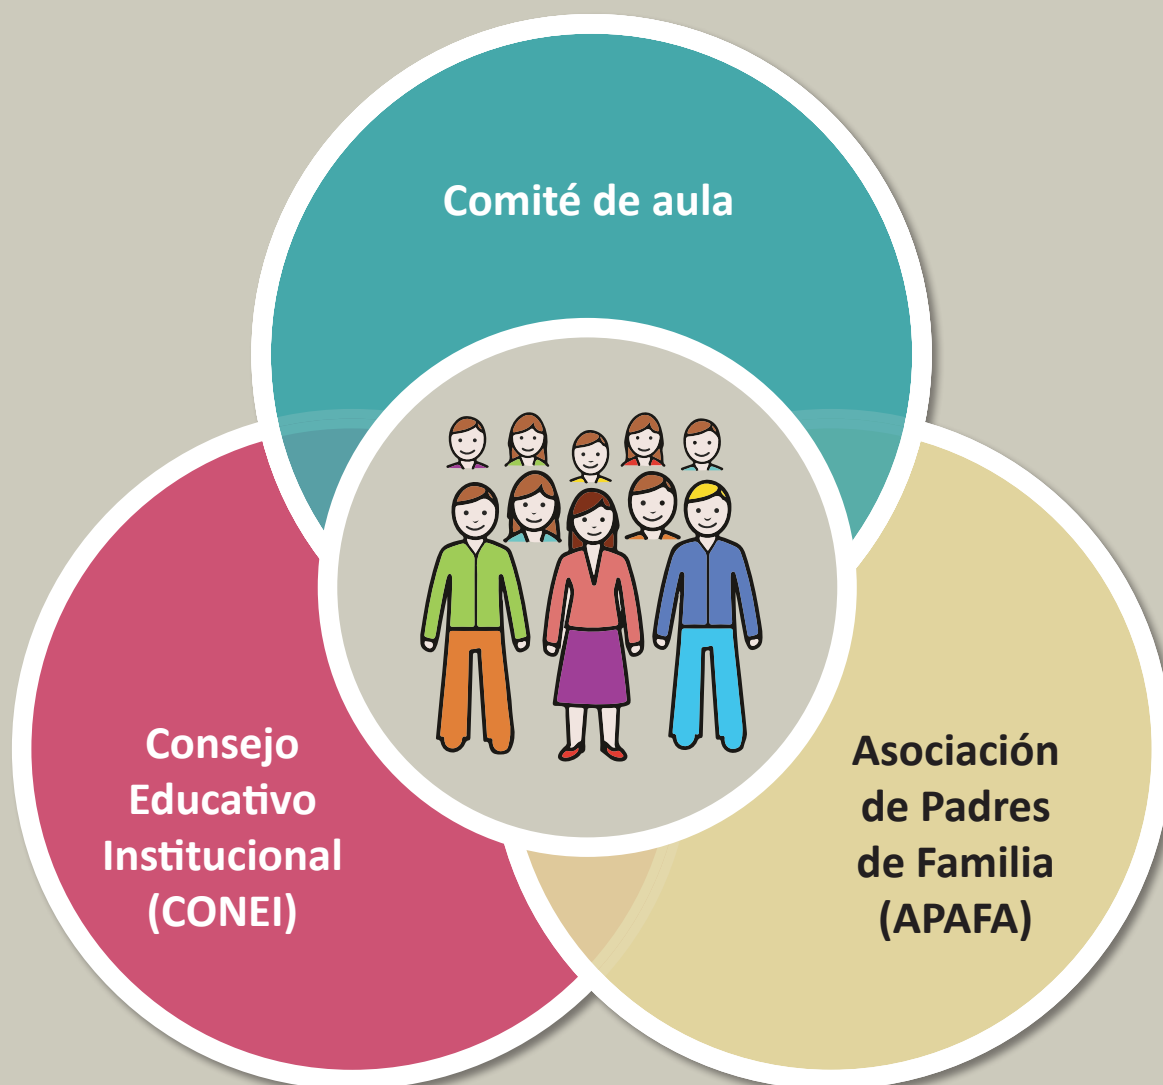 Comité de aula
Consejo
Educativo
Institucional
(CONEI)
Asociación
de Padres
de Familia
(APAFA)